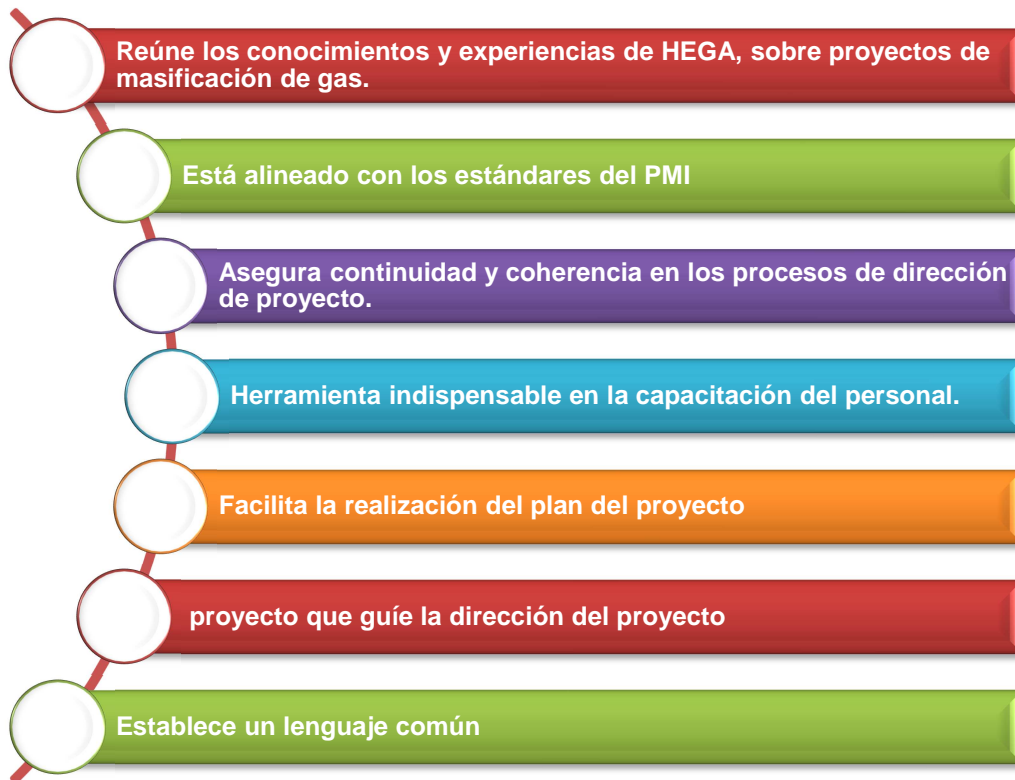 Reúne los conocimientos y experiencias de HEGA, sobre proyectos de
masificación de gas.
Está alineado con los estándares del PMI
Asegura continuidad y coherencia en los procesos de dirección
de proyecto.
Herramienta indispensable en la capacitación del personal.
Facilita la realización del plan del proyecto
proyecto que guíe la dirección del proyecto
Establece un lenguaje común